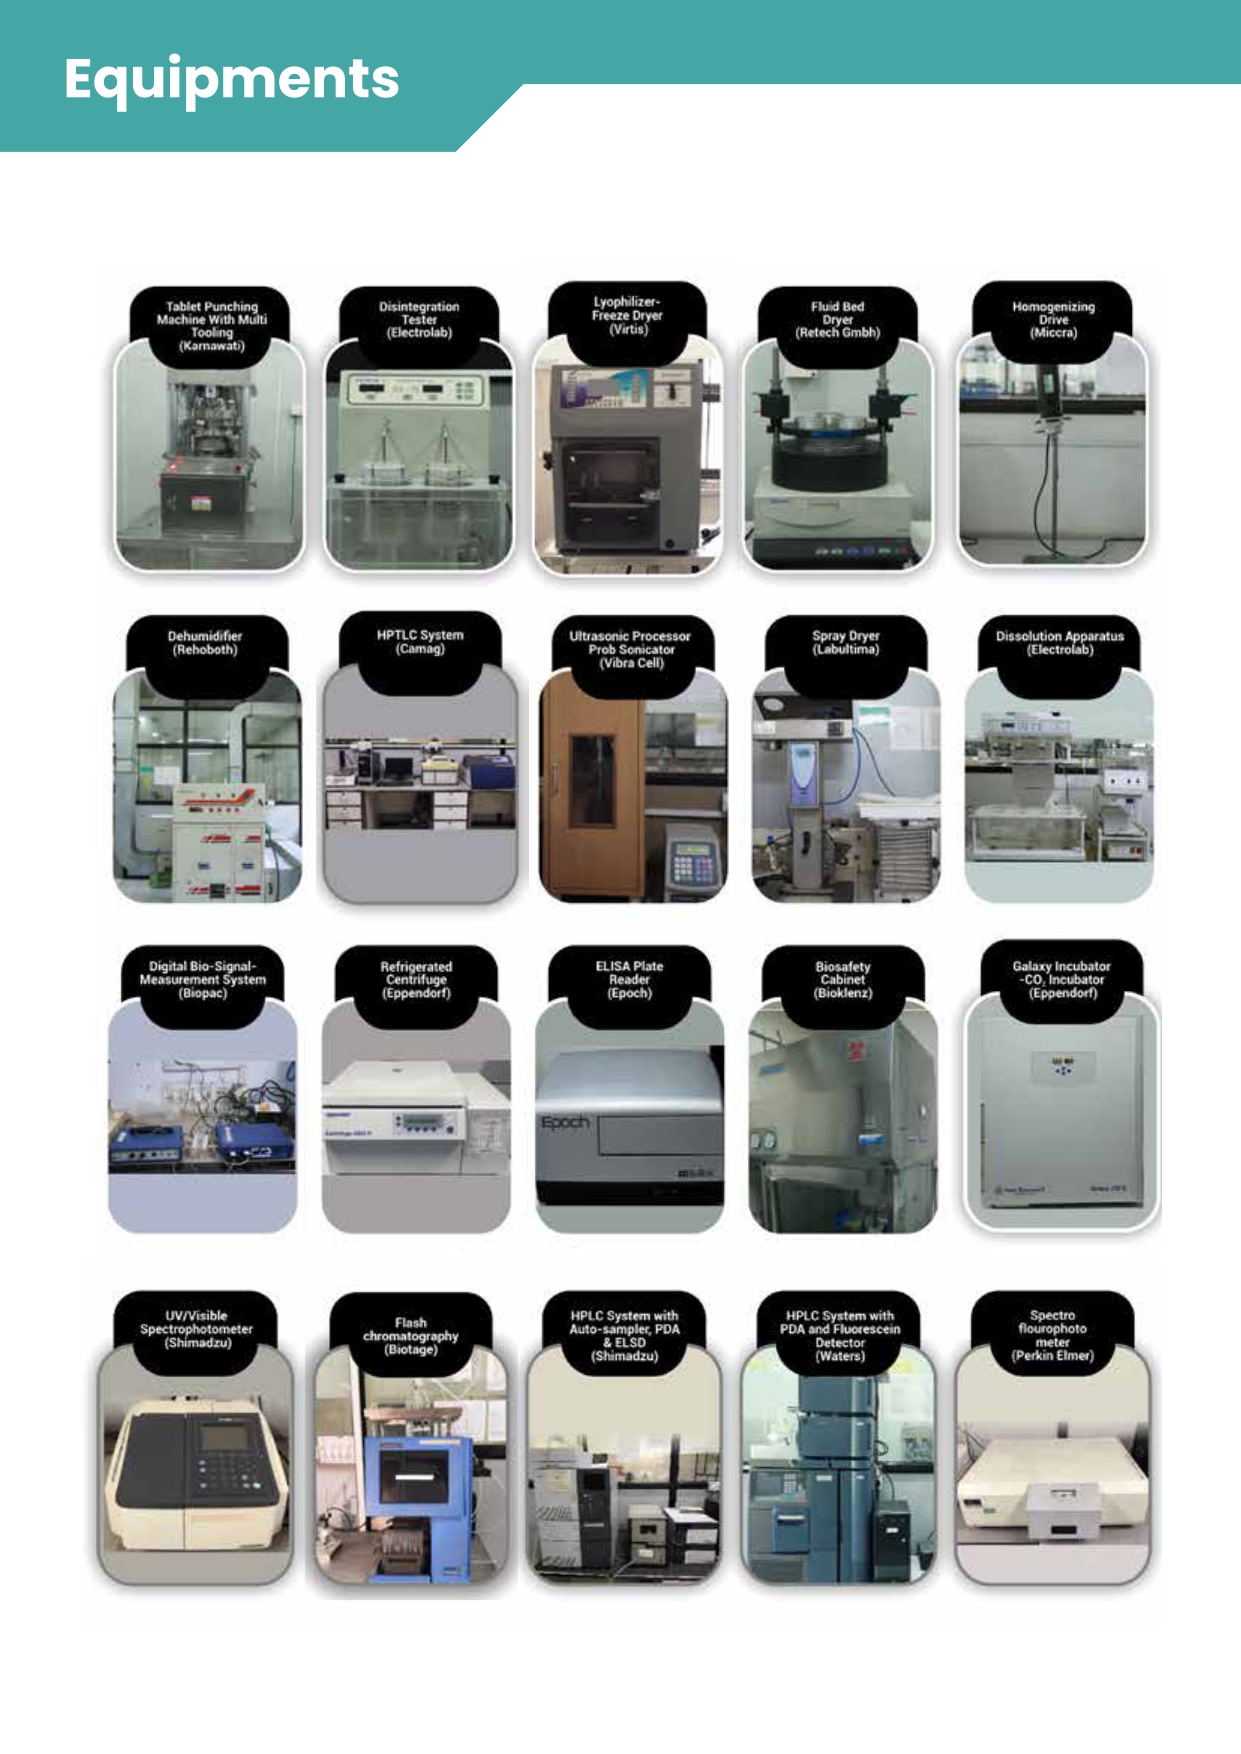 Equipments
Tablet Punching
Machine With Multi
Tooling
(Karnawati)
Disintegration
Tester
(Electrolab)
Lyophilizer-
Freeze Dryer
(Virtis)
Fluid Bed
Dryer
(Retech Gmbh)
Homogenizing
Drive
(Miccra)
Dehumidifier
(Rehoboth)
HPTLC System
(Camag)
Ultrasonic Processor
Prob Sonicator
(Vibra Cell)
Spray Dryer
(Labultima)
Dissolution Apparatus
(Electrolab)
Digital Bio-Signal-
Measurement System
(Biopac)
Refrigerated
Centrifuge
(Eppendorf)
ELISA Plate
Reader
(Epoch)
Epoch
Biosafety
Cabinet
(Bioklenz)
Galaxy Incubator
-CO₂ Incubator
(Eppendorf)
UV/Visible
Spectrophotometer
(Shimadzu)
Flash
chromatography
(Biotage)
HPLC System with
Auto-sampler, PDA
& ELSD
(Shimadzu)
HPLC System with
PDA and Fluorescein
Detector
(Waters)
Spectro
flourophoto
meter
(Perkin Elmer)